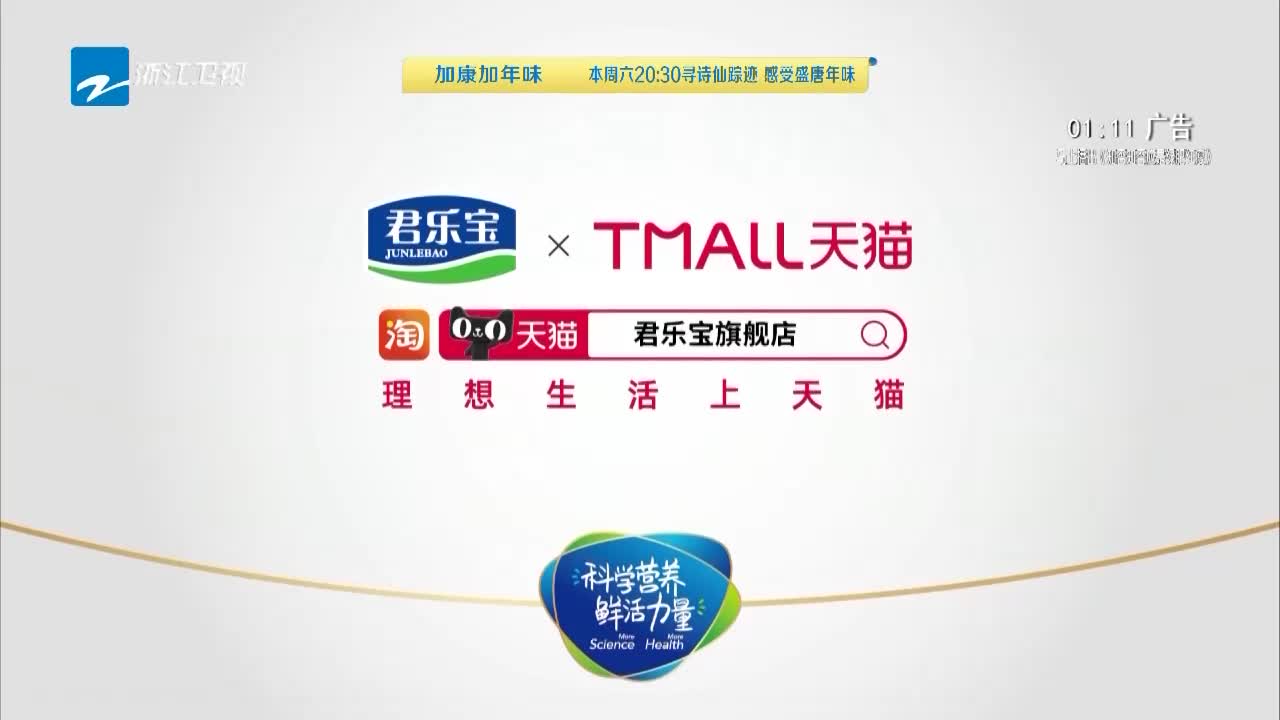 浙江卫视
加康加年味 本周六20:30寻诗仙踪迹 感受盛唐年味
01:11 广告
君乐宝
JUNLEBAO
×
TMALL天猫
淘 天猫 君乐宝旗舰店
理想生活上天猫
科学营养
鲜活力量
More Science More Health